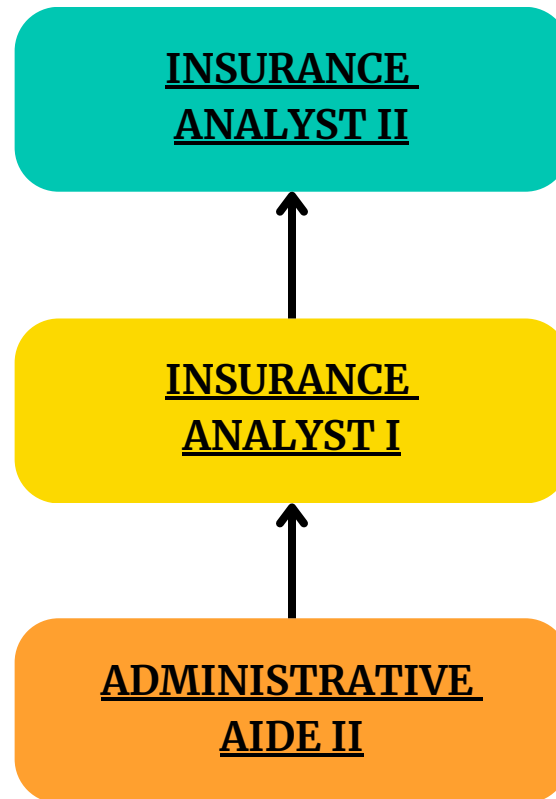 INSURANCE
ANALYST II
INSURANCE
ANALYST I
ADMINISTRATIVE
AIDE II